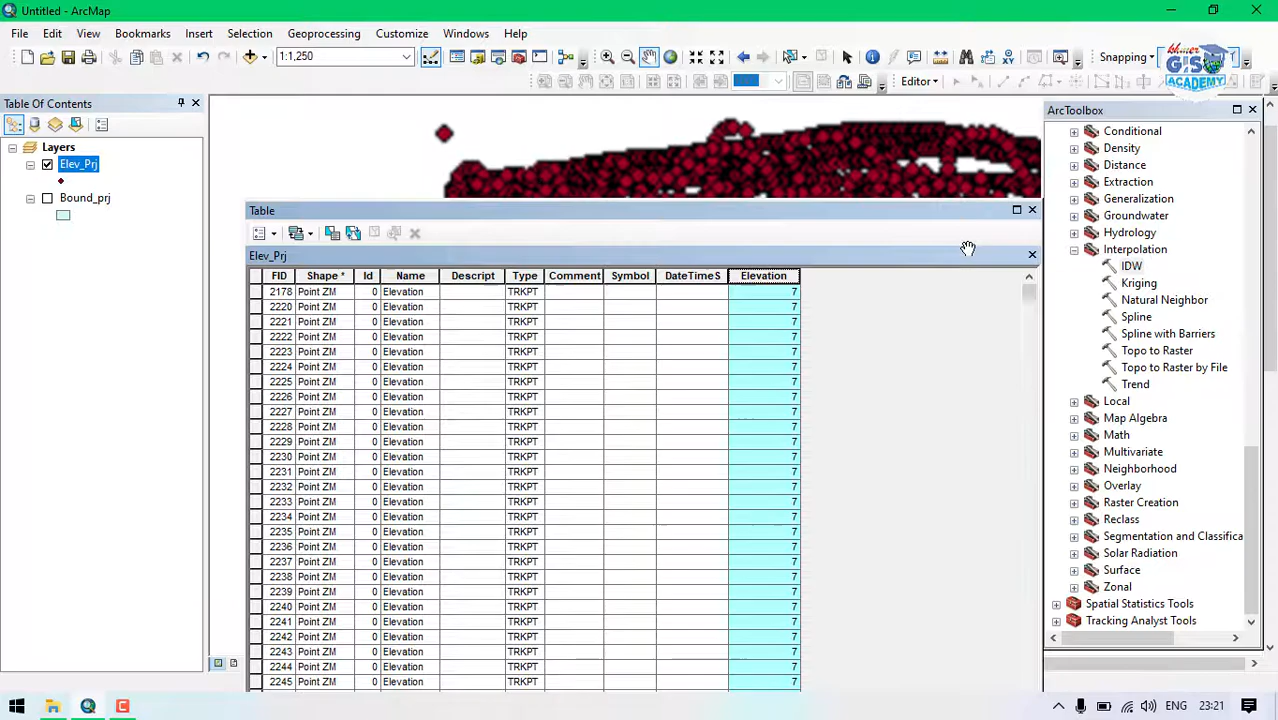 Untitled - ArcMap
File Edit View Bookmarks Insert Selection Geoprocessing Customize Windows Help
1:1,250
Snapping
GIS
ACADEMY
Editor
Table Of Contents
Layers
Elev_Prj
Bound_prj
Table
Elev_Prj
FID Shape * Id Name Descript Type Comment Symbol DateTimeS Elevation
2178 Point ZM 0 Elevation TRKPT 7
2220 Point ZM 0 Elevation TRKPT 7
2221 Point ZM 0 Elevation TRKPT 7
2222 Point ZM 0 Elevation TRKPT 7
2223 Point ZM 0 Elevation TRKPT 7
2224 Point ZM 0 Elevation TRKPT 7
2225 Point ZM 0 Elevation TRKPT 7
2226 Point ZM 0 Elevation TRKPT 7
2227 Point ZM 0 Elevation TRKPT 7
2228 Point ZM 0 Elevation TRKPT 7
2229 Point ZM 0 Elevation TRKPT 7
2230 Point ZM 0 Elevation TRKPT 7
2231 Point ZM 0 Elevation TRKPT 7
2232 Point ZM 0 Elevation TRKPT 7
2233 Point ZM 0 Elevation TRKPT 7
2234 Point ZM 0 Elevation TRKPT 7
2235 Point ZM 0 Elevation TRKPT 7
2236 Point ZM 0 Elevation TRKPT 7
2237 Point ZM 0 Elevation TRKPT 7
2238 Point ZM 0 Elevation TRKPT 7
2239 Point ZM 0 Elevation TRKPT 7
2240 Point ZM 0 Elevation TRKPT 7
2241 Point ZM 0 Elevation TRKPT 7
2242 Point ZM 0 Elevation TRKPT 7
2243 Point ZM 0 Elevation TRKPT 7
2244 Point ZM 0 Elevation TRKPT 7
2245 Point ZM 0 Elevation TRKPT 7
ArcToolbox
Conditional
Density
Distance
Extraction
Generalization
Groundwater
Hydrology
Interpolation
IDW
Kriging
Natural Neighbor
Spline
Spline with Barriers
Topo to Raster
Topo to Raster by File
Trend
Local
Map Algebra
Math
Multivariate
Neighborhood
Overlay
Raster Creation
Reclass
Segmentation and Classifica
Solar Radiation
Surface
Zonal
Spatial Statistics Tools
Tracking Analyst Tools
ENG 23:21